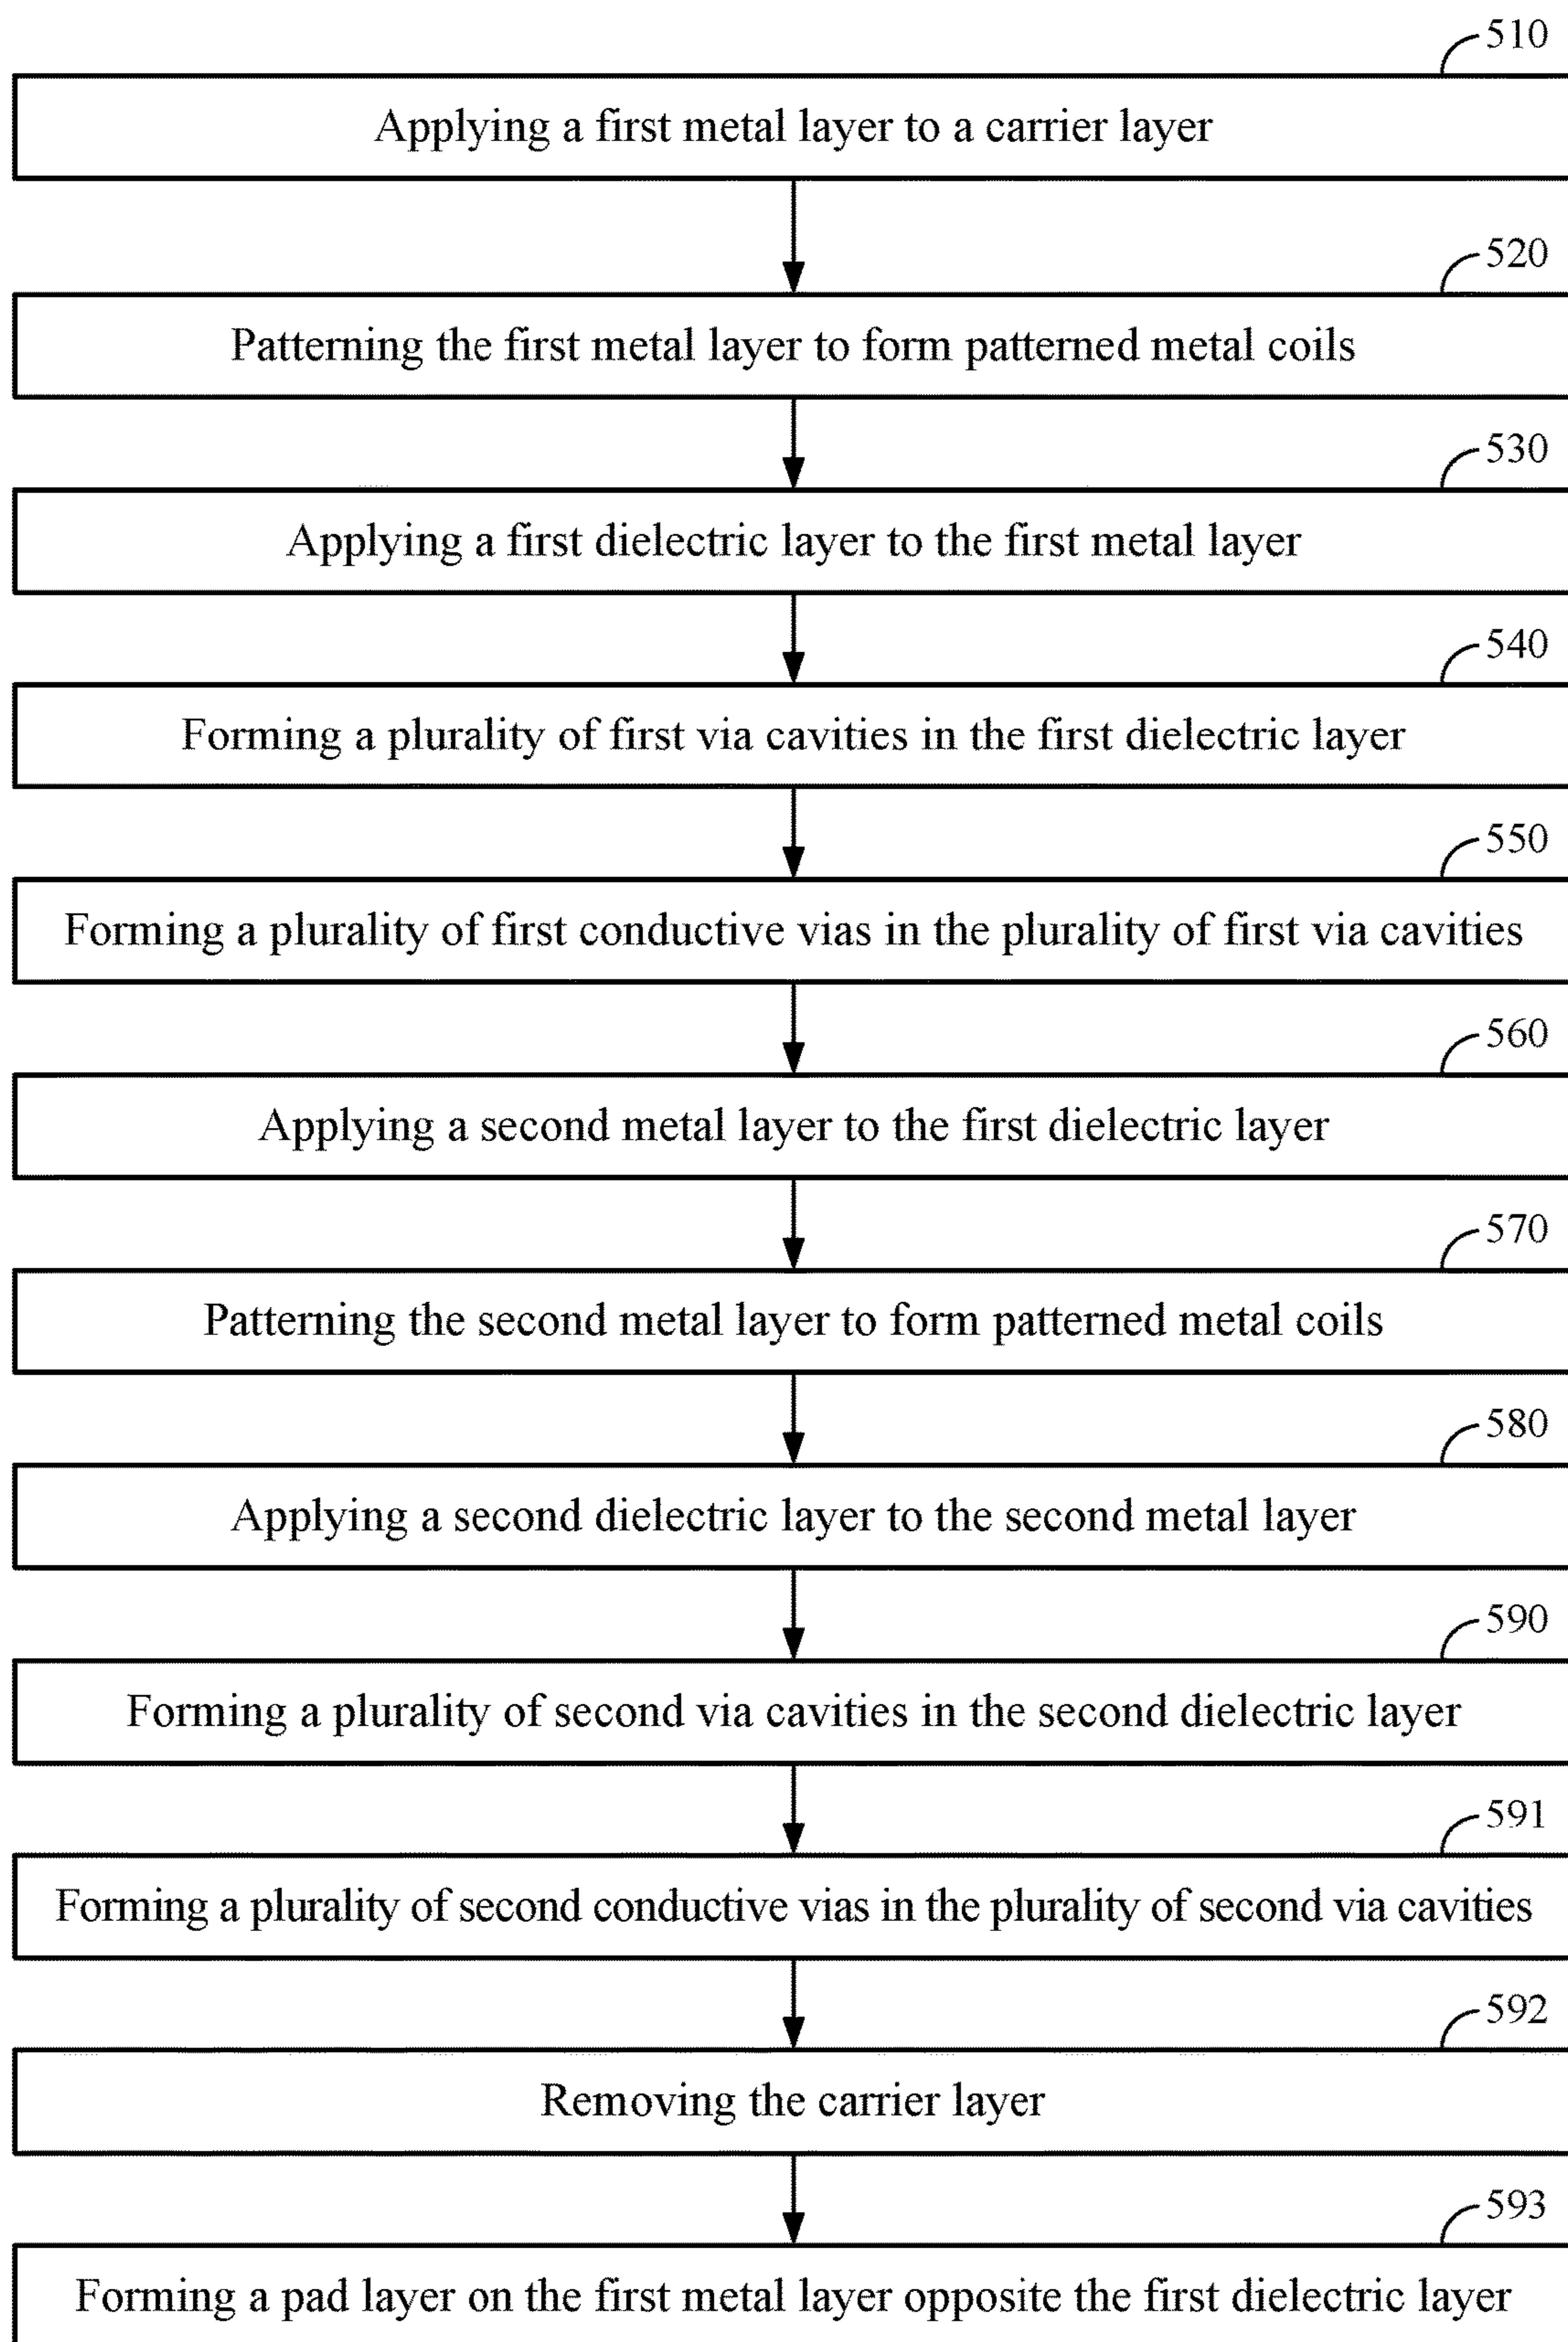 510
Applying a first metal layer to a carrier layer
520
Patterning the first metal layer to form patterned metal coils
530
Applying a first dielectric layer to the first metal layer
540
Forming a plurality of first via cavities in the first dielectric layer
550
Forming a plurality of first conductive vias in the plurality of first via cavities
560
Applying a second metal layer to the first dielectric layer
570
Patterning the second metal layer to form patterned metal coils
580
Applying a second dielectric layer to the second metal layer
590
Forming a plurality of second via cavities in the second dielectric layer
591
Forming a plurality of second conductive vias in the plurality of second via cavities
592
Removing the carrier layer
593
Forming a pad layer on the first metal layer opposite the first dielectric layer